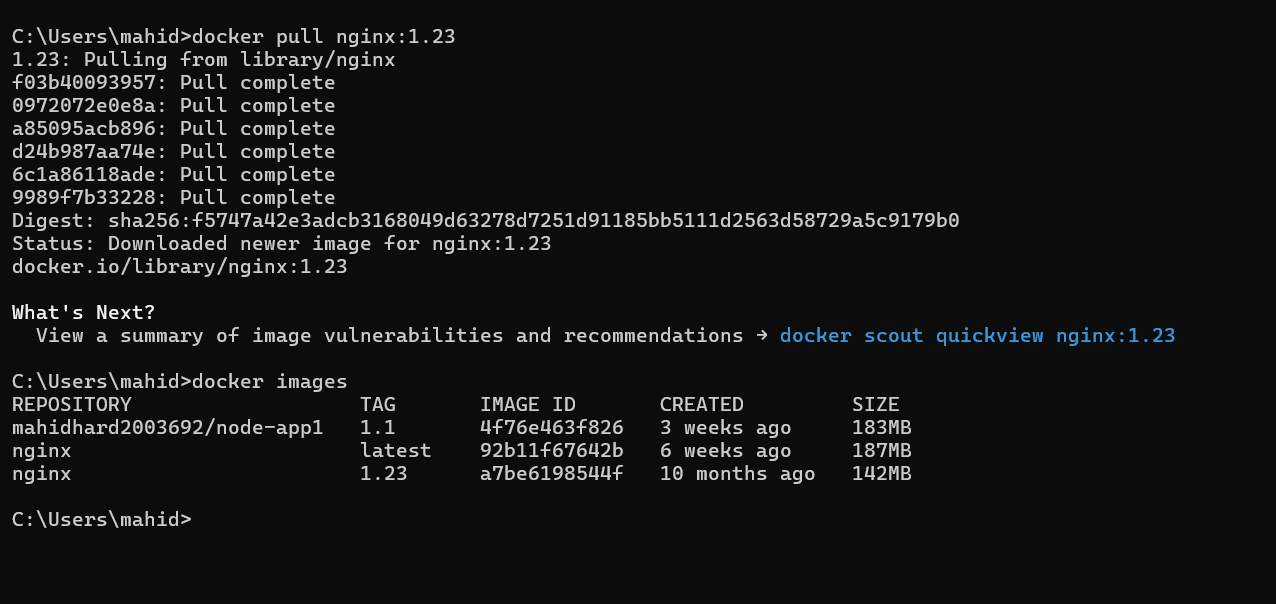 C:\Users\mahid>docker pull nginx:1.23
1.23: Pulling from library/nginx
f03b40093957: Pull complete
0972072e0e8a: Pull complete
a85095acb896: Pull complete
d24b987aa74e: Pull complete
6c1a86118ade: Pull complete
9989f7b33228: Pull complete
Digest: sha256:f5747a42e3adcb3168049d63278d7251d91185bb5111d2563d58729a5c9179b0
Status: Downloaded newer image for nginx:1.23
docker.io/library/nginx:1.23
What's Next?
  View a summary of image vulnerabilities and recommendations → docker scout quickview nginx:1.23
C:\Users\mahid>docker images
REPOSITORY                   TAG       IMAGE ID       CREATED         SIZE
mahidhard2003692/node-app1   1.1       4f76e463f826   3 weeks ago     183MB
nginx                        latest    92b11f67642b   6 weeks ago     187MB
nginx                        1.23      a7be6198544f   10 months ago   142MB
C:\Users\mahid>